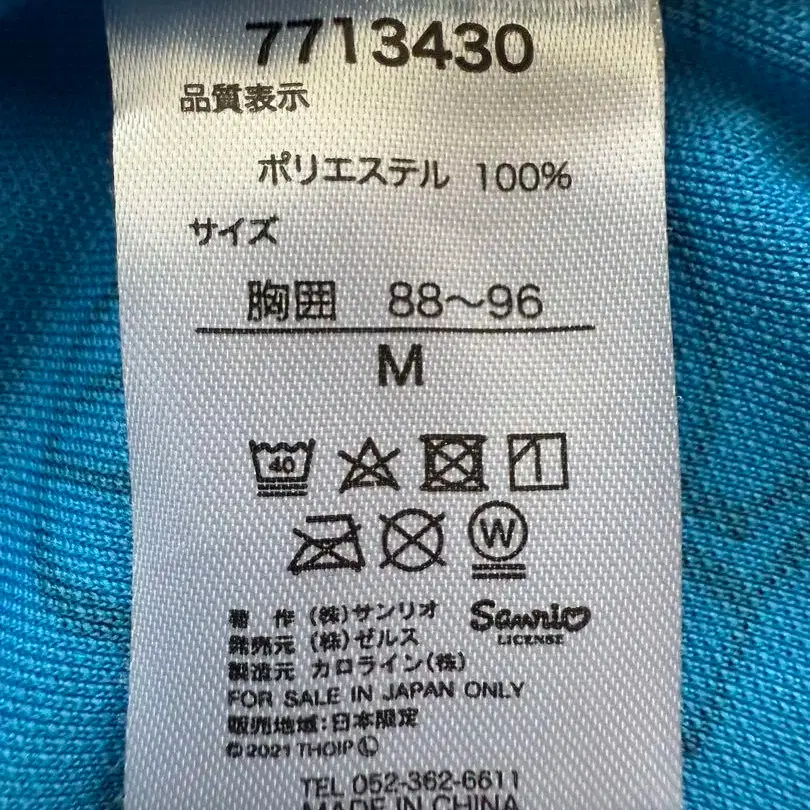 7713430
品質表示
ポリエステル 100%
サイズ
胸囲 88〜96
M
40
W
著 作 (株)サンリオ
Sanrio
LICENSE
発売元 (株)ゼルス
製造元 カロライン(株)
FOR SALE IN JAPAN ONLY
販売地域:日本限定
©2021 THOIP Ⓛ
TEL 052-362-6611
MADE IN CHINA